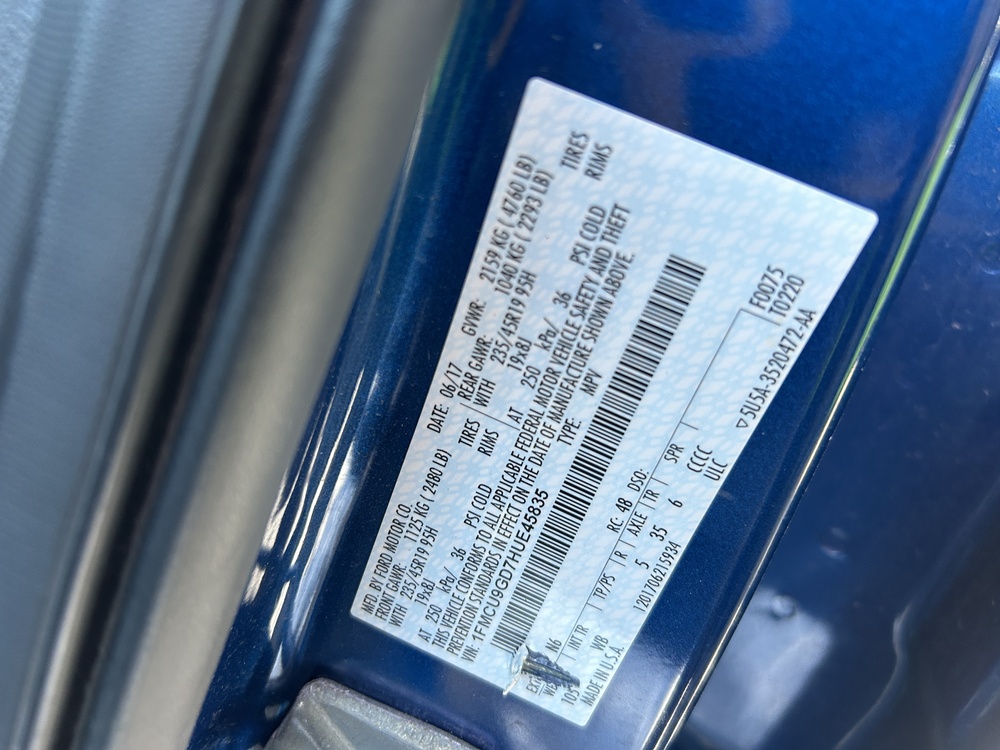 MFD. BY FORD MOTOR CO.
DATE: 06/17 GVWR: 2159 KG ( 4760 LB)
FRONT GAWR: 1125 KG ( 2480 LB) REAR GAWR: 1040 KG ( 2293 LB)
WITH 235/45R19 95H TIRES WITH 235/45R19 95H TIRES
19x8J RIMS 19x8J RIMS
AT 250 kPa/ 36 PSI COLD AT 250 kPa/ 36 PSI COLD
THIS VEHICLE CONFORMS TO ALL APPLICABLE FEDERAL MOTOR VEHICLE SAFETY AND THEFT
PREVENTION STANDARDS IN EFFECT ON THE DATE OF MANUFACTURE SHOWN ABOVE.
VIN: 1FMCU9GD7HUE45835 TYPE: MPV
N6 RC: 48 DSO: F0075
T0220
WB INT TR TP/PS R AXLE TR SPR
5 35 6 CCCC
MADE IN U.S.A. 1201706215934 ULC
▽5U5A-3520472-AA